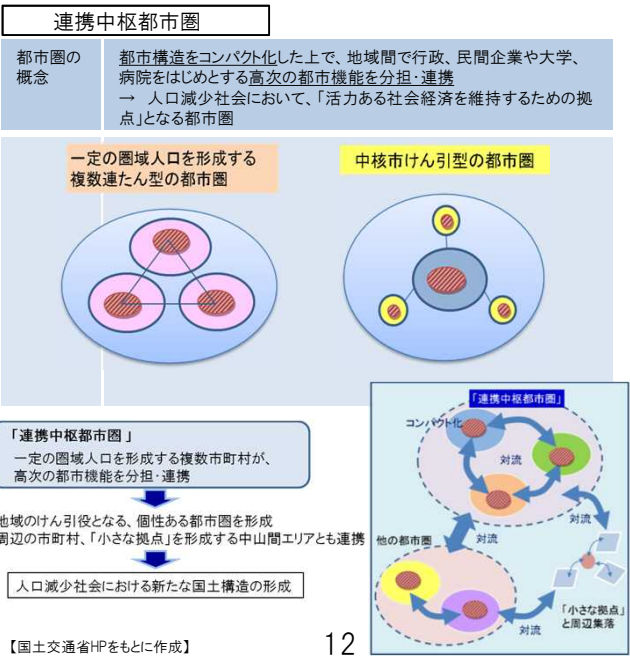 連携中枢都市圏
都市圏の
概念
都市構造をコンパクト化した上で、地域間で行政、民間企業や大学、
病院をはじめとする高次の都市機能を分担・連携
→ 人口減少社会において、「活力ある社会経済を維持するための拠
点」となる都市圏
一定の圏域人口を形成する
複数連たん型の都市圏
中核市けん引型の都市圏
「連携中枢都市圏」
一定の圏域人口を形成する複数市町村が、
高次の都市機能を分担・連携
地域のけん引役となる、個性ある都市圏を形成
周辺の市町村、「小さな拠点」を形成する中山間エリアとも連携
人口減少社会における新たな国土構造の形成
「連携中枢都市圏」
コンパクト化
対流
対流
他の都市圏
対流
「小さな拠点」
と周辺集落
対流
【国土交通省HPをもとに作成】
12